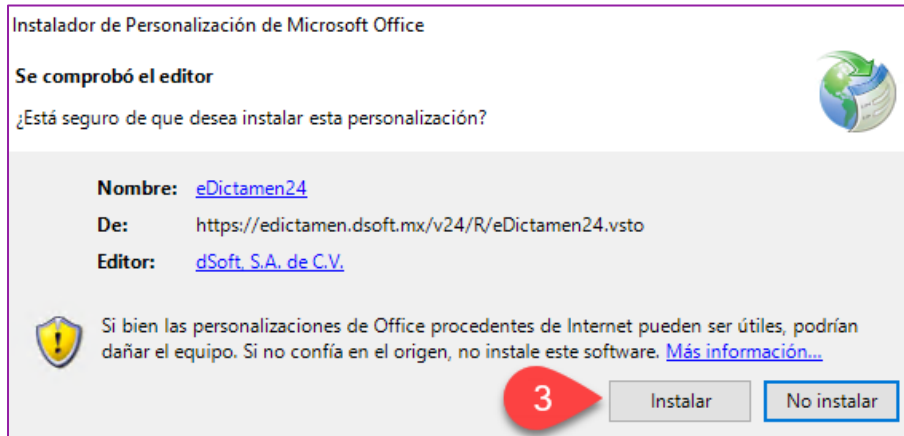 Instalador de Personalización de Microsoft Office
Se comprobó el editor
¿Está seguro de que desea instalar esta personalización?
Nombre: eDictamen24
De: https://edictamen.dsoft.mx/v24/R/eDictamen24.vsto
Editor: dSoft, S.A. de C.V.
Si bien las personalizaciones de Office procedentes de Internet pueden ser útiles, podrían
dañar el equipo. Si no confía en el origen, no instale este software. Más información...
3 Instalar No instalar